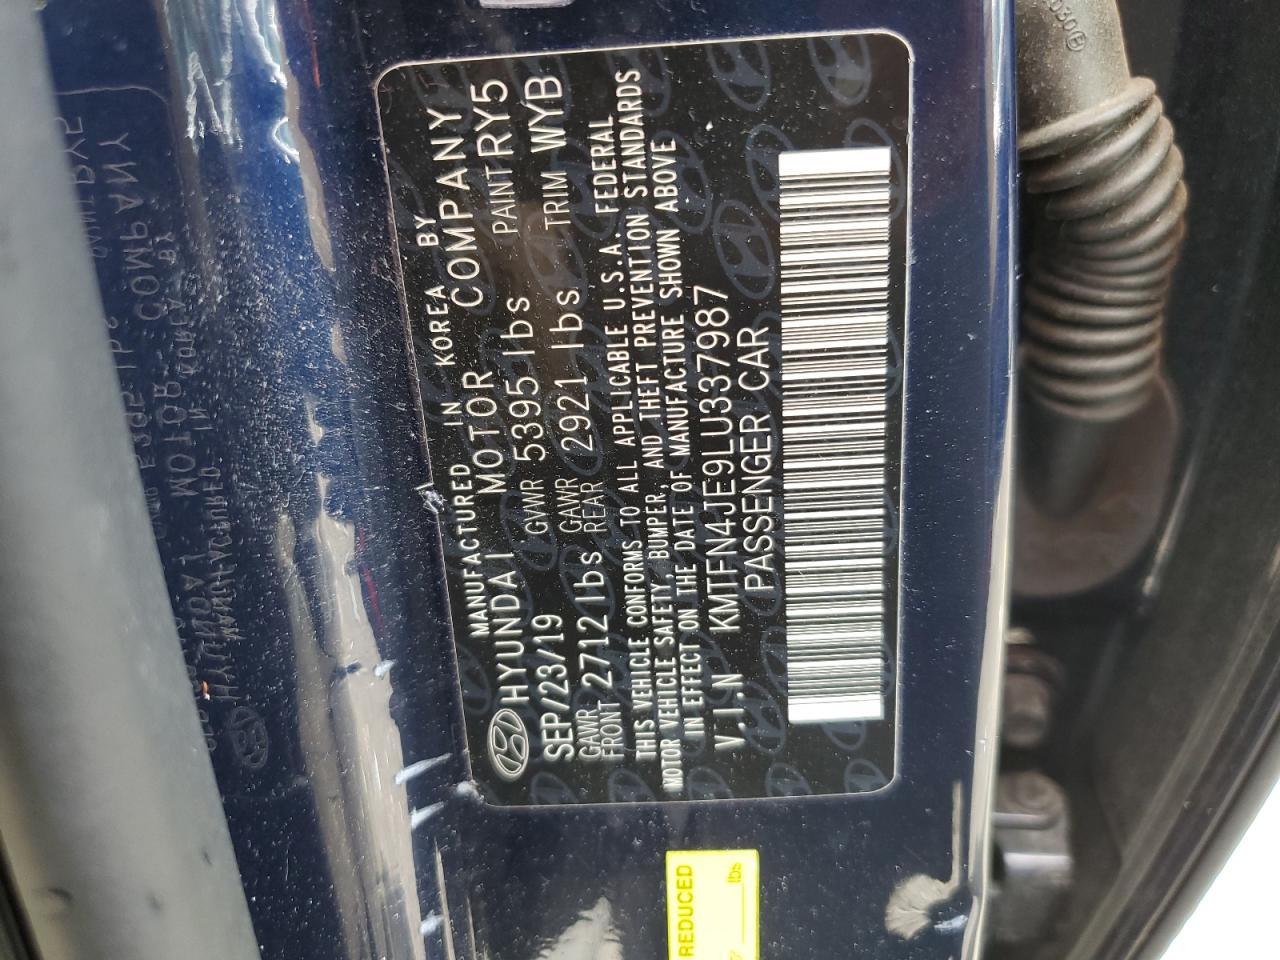 MANUFACTURED IN KOREA BY
HYUNDAI MOTOR COMPANY
SEP/23/19 GVWR 5395 lbs PAINT RY5
GAWR FRONT 2712 lbs GAWR REAR 2921 lbs TRIM WYB
THIS VEHICLE CONFORMS TO ALL APPLICABLE U.S.A. FEDERAL
MOTOR VEHICLE SAFETY, BUMPER, AND THEFT PREVENTION STANDARDS
IN EFFECT ON THE DATE OF MANUFACTURE SHOWN ABOVE
V.I.N KMTFN4JE9LU337987
PASSENGER CAR
REDUCED
lbs